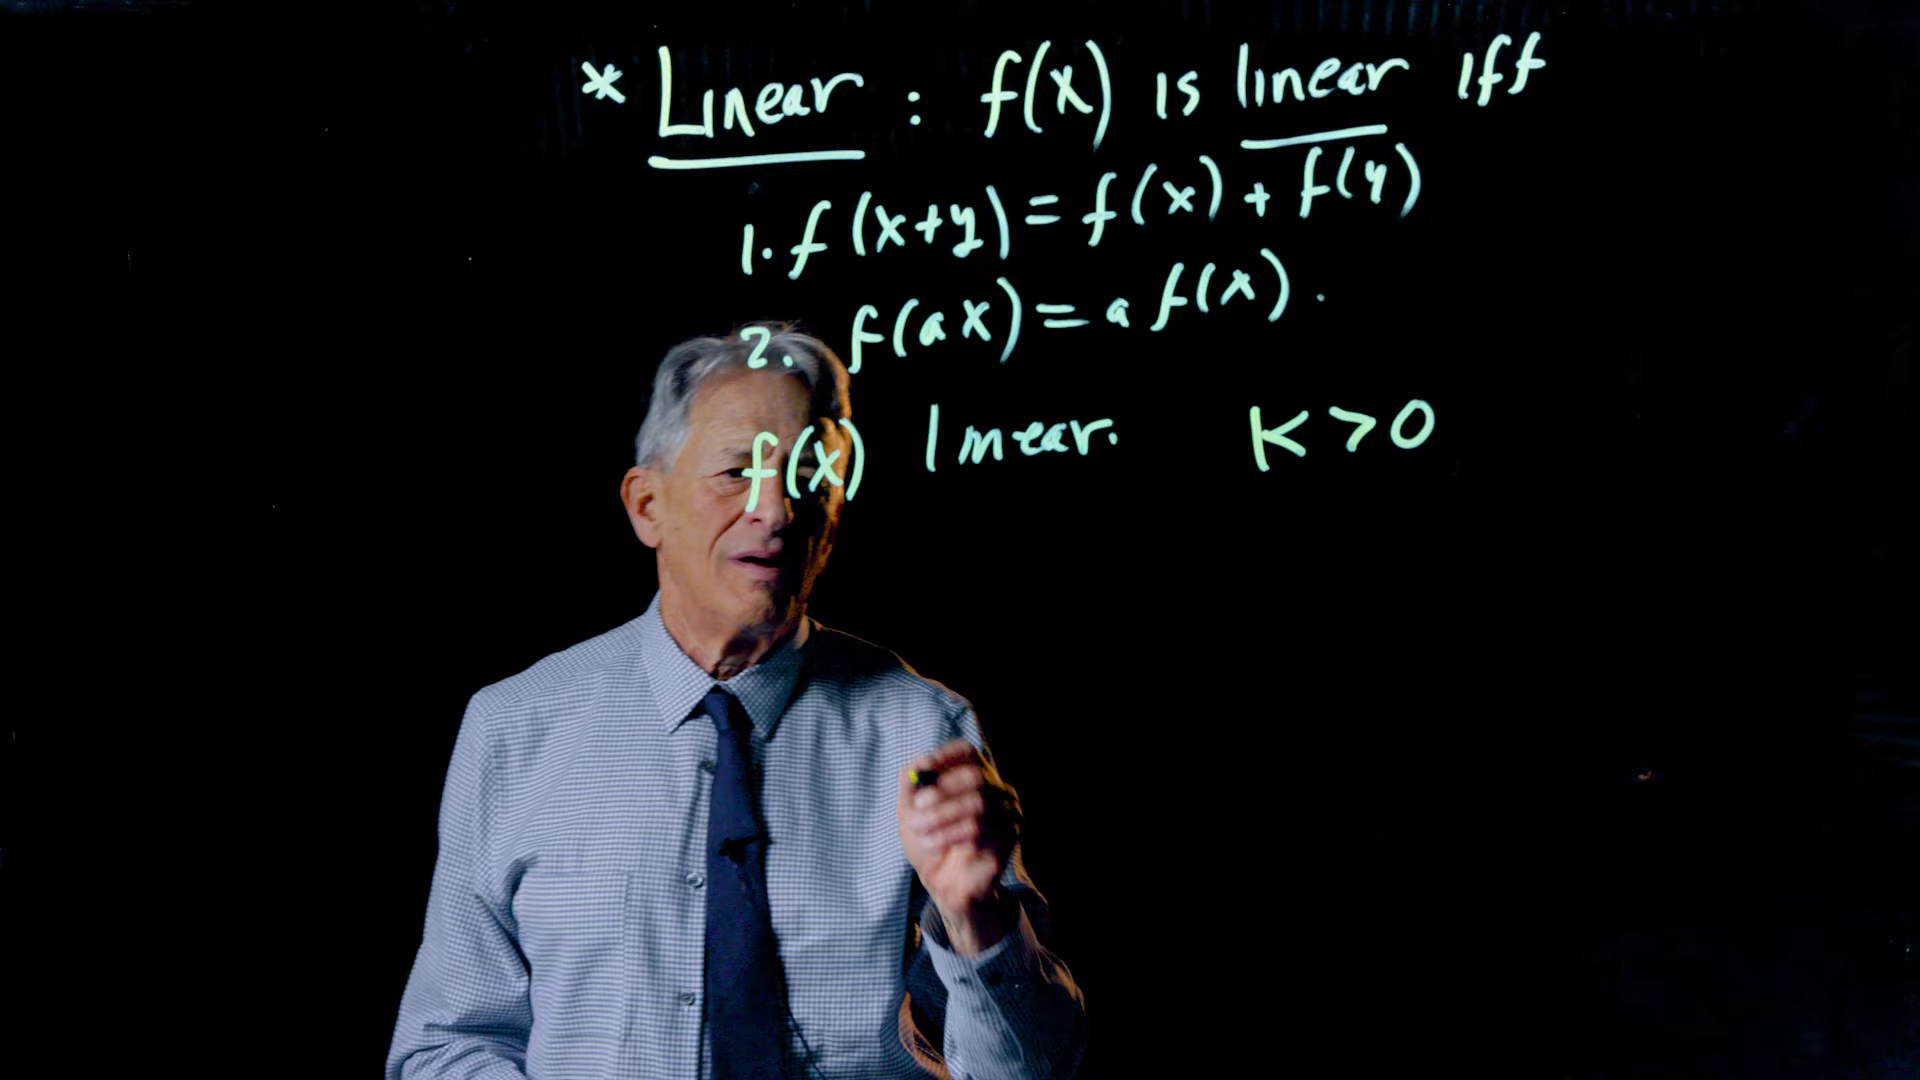 * Linear : f(x) is linear iff
1. f(x+y) = f(x) + f(y)
2. f(ax) = a f(x).
f(x) linear. K > 0